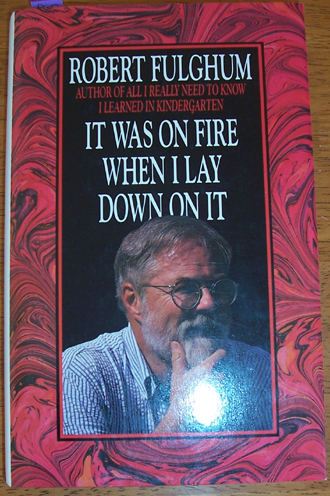 ROBERT FULGHUM
AUTHOR OF ALL I REALLY NEED TO KNOW
I LEARNED IN KINDERGARTEN
IT WAS ON FIRE
WHEN I LAY
DOWN ON IT